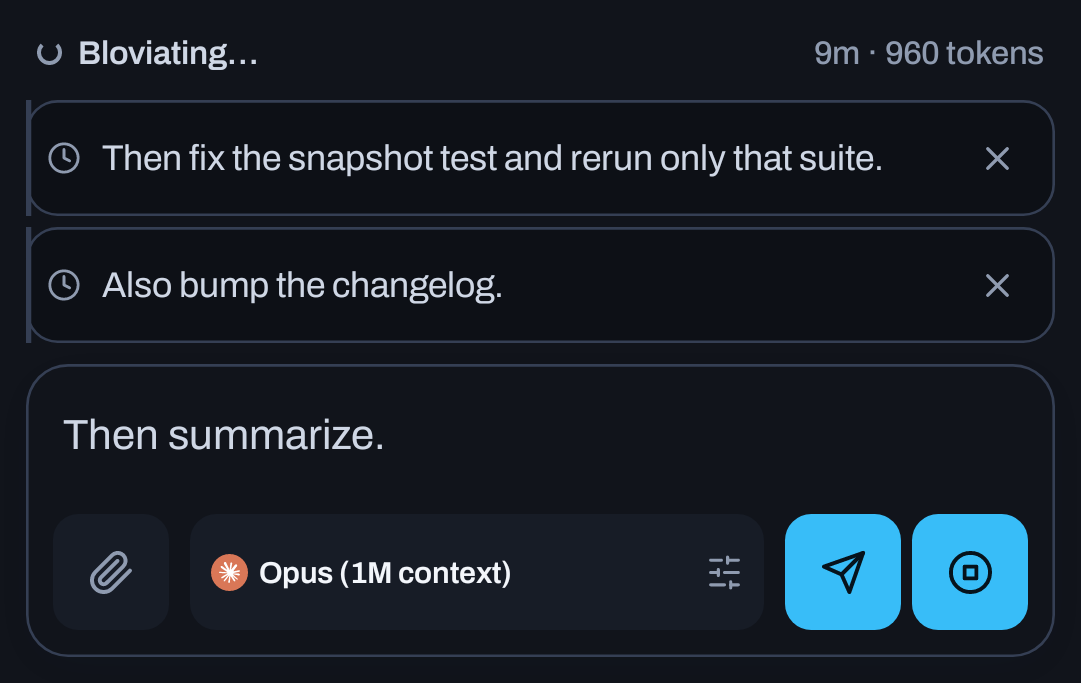 Bloviating…
9m · 960 tokens
Then fix the snapshot test and rerun only that suite.
Also bump the changelog.
Then summarize.
Opus (1M context)